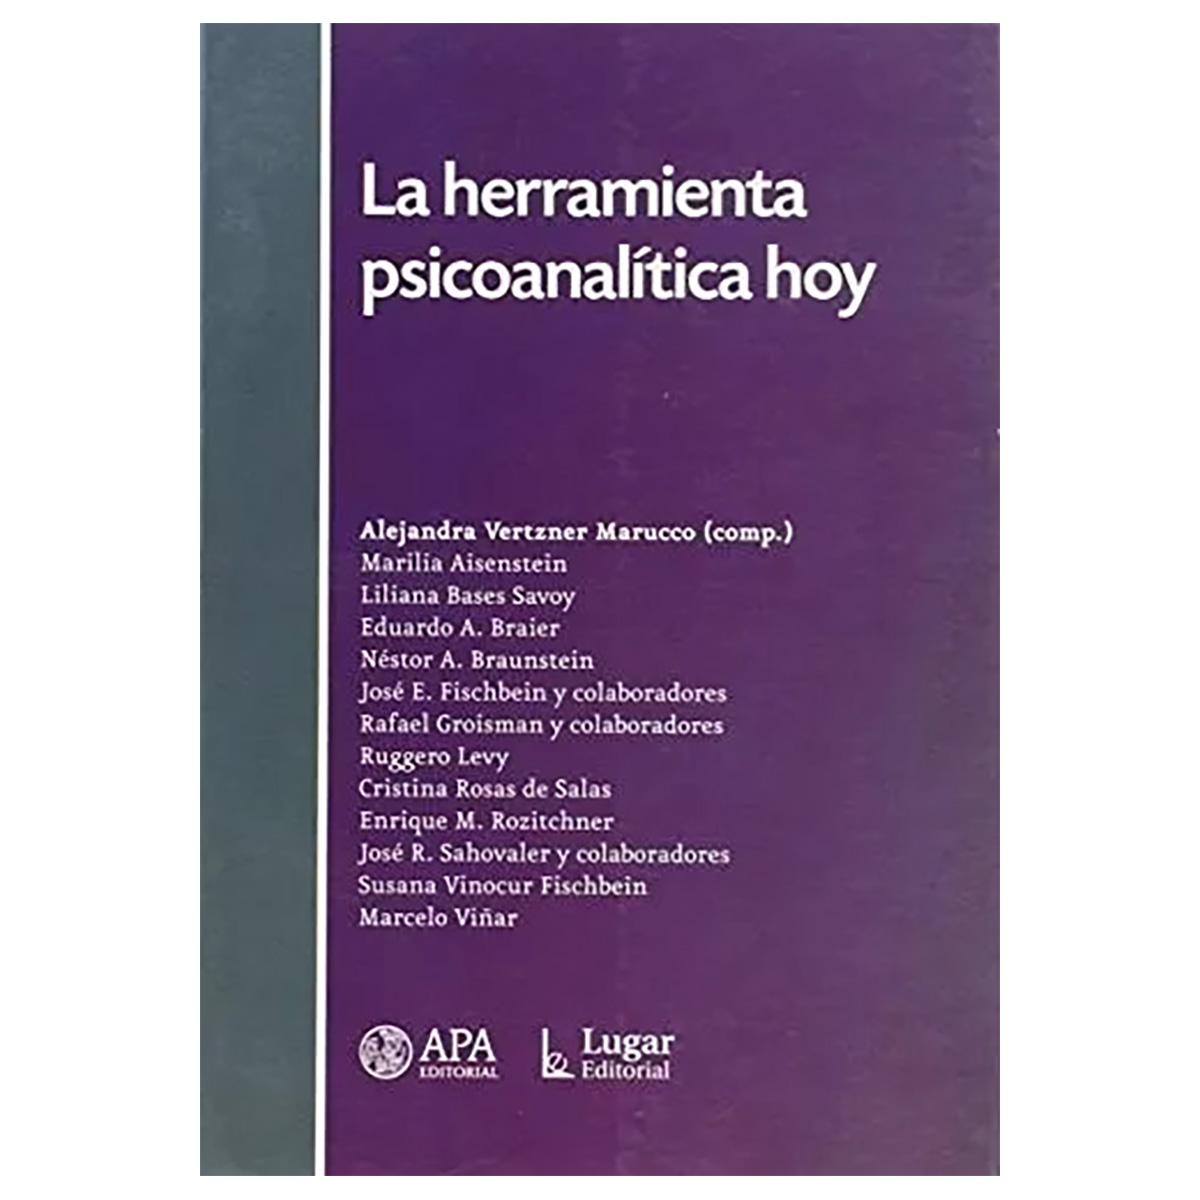 La herramienta
psicoanalítica hoy
Alejandra Vertzner Marucco (comp.)
Marilia Aisenstein
Liliana Bases Savoy
Eduardo A. Braier
Néstor A. Braunstein
José E. Fischbein y colaboradores
Rafael Groisman y colaboradores
Ruggero Levy
Cristina Rosas de Salas
Enrique M. Rozitchner
José R. Sahovaler y colaboradores
Susana Vinocur Fischbein
Marcelo Viñar
APA
EDITORIAL
Lugar
Editorial